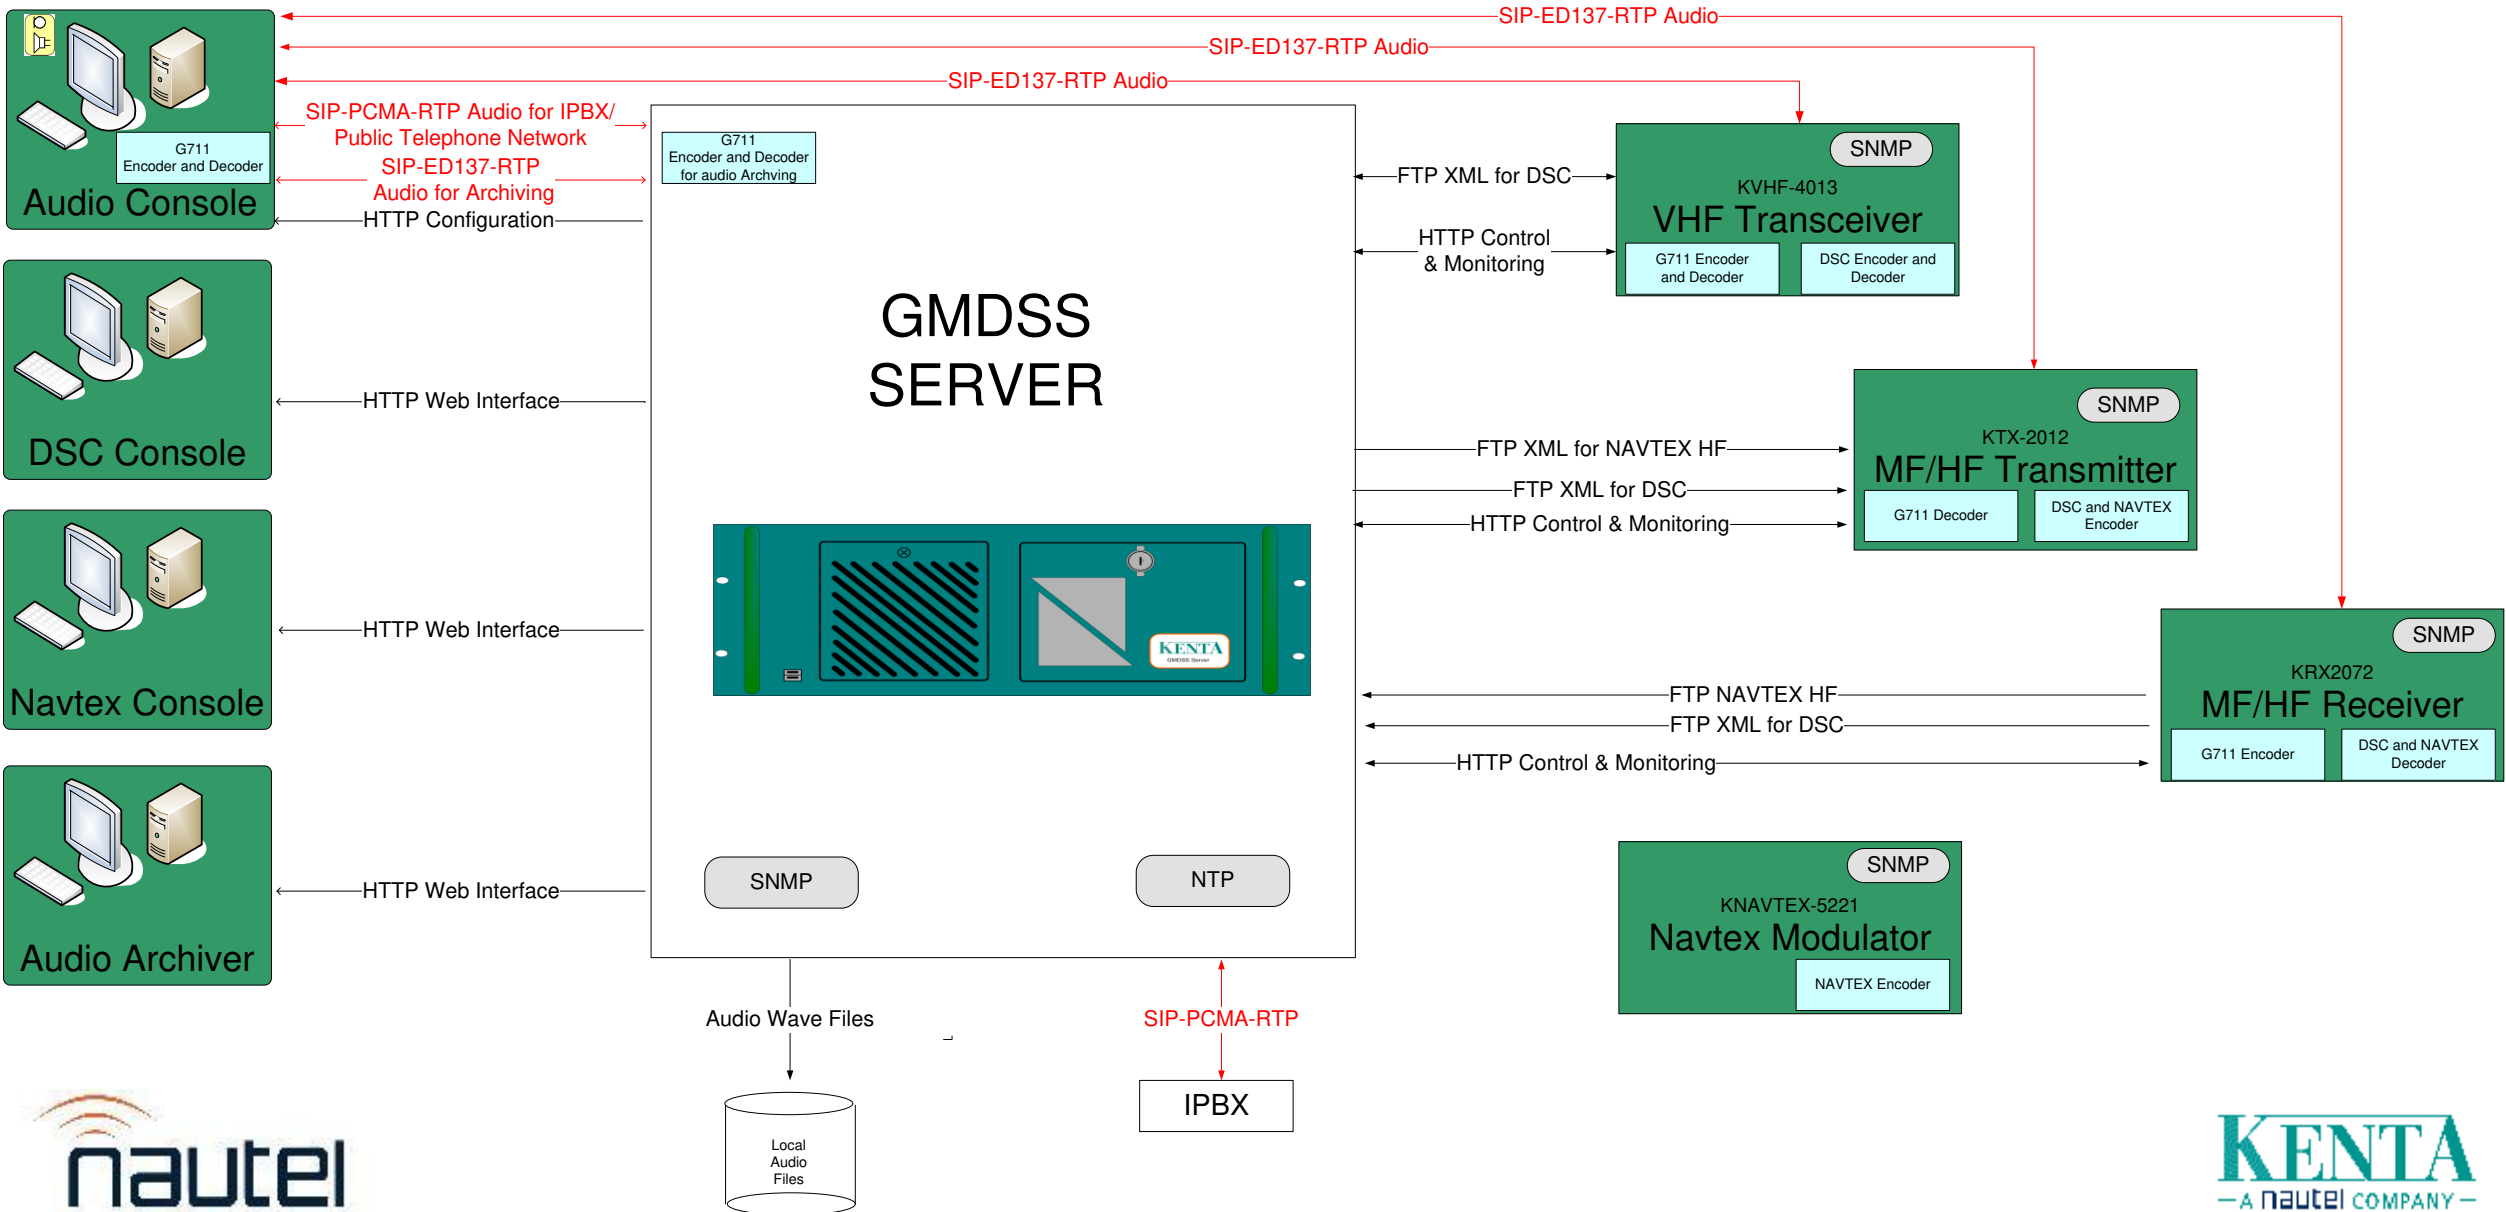 SIP-ED137-RTP Audio
SIP-ED137-RTP Audio
SIP-ED137-RTP Audio
SIP-PCMA-RTP Audio for IPBX/
Public Telephone Network
SIP-ED137-RTP
Audio for Archiving
HTTP Configuration
G711
Encoder and Decoder
Audio Console
HTTP Web Interface
DSC Console
HTTP Web Interface
Navtex Console
HTTP Web Interface
Audio Archiver
G711
Encoder and Decoder
for audio Archving
GMDSS
SERVER
KENTA
GMDSS Server
SNMP
NTP
Audio Wave Files
SIP-PCMA-RTP
Local
Audio
Files
IPBX
FTP XML for DSC
HTTP Control
& Monitoring
SNMP
KVHF-4013
VHF Transceiver
G711 Encoder
and Decoder
DSC Encoder and
Decoder
FTP XML for NAVTEX HF
FTP XML for DSC
HTTP Control & Monitoring
SNMP
KTX-2012
MF/HF Transmitter
G711 Decoder
DSC and NAVTEX
Encoder
FTP NAVTEX HF
FTP XML for DSC
HTTP Control & Monitoring
SNMP
KRX2072
MF/HF Receiver
G711 Encoder
DSC and NAVTEX
Decoder
SNMP
KNAVTEX-5221
Navtex Modulator
NAVTEX Encoder
nautel
KENTA
A nautel COMPANY